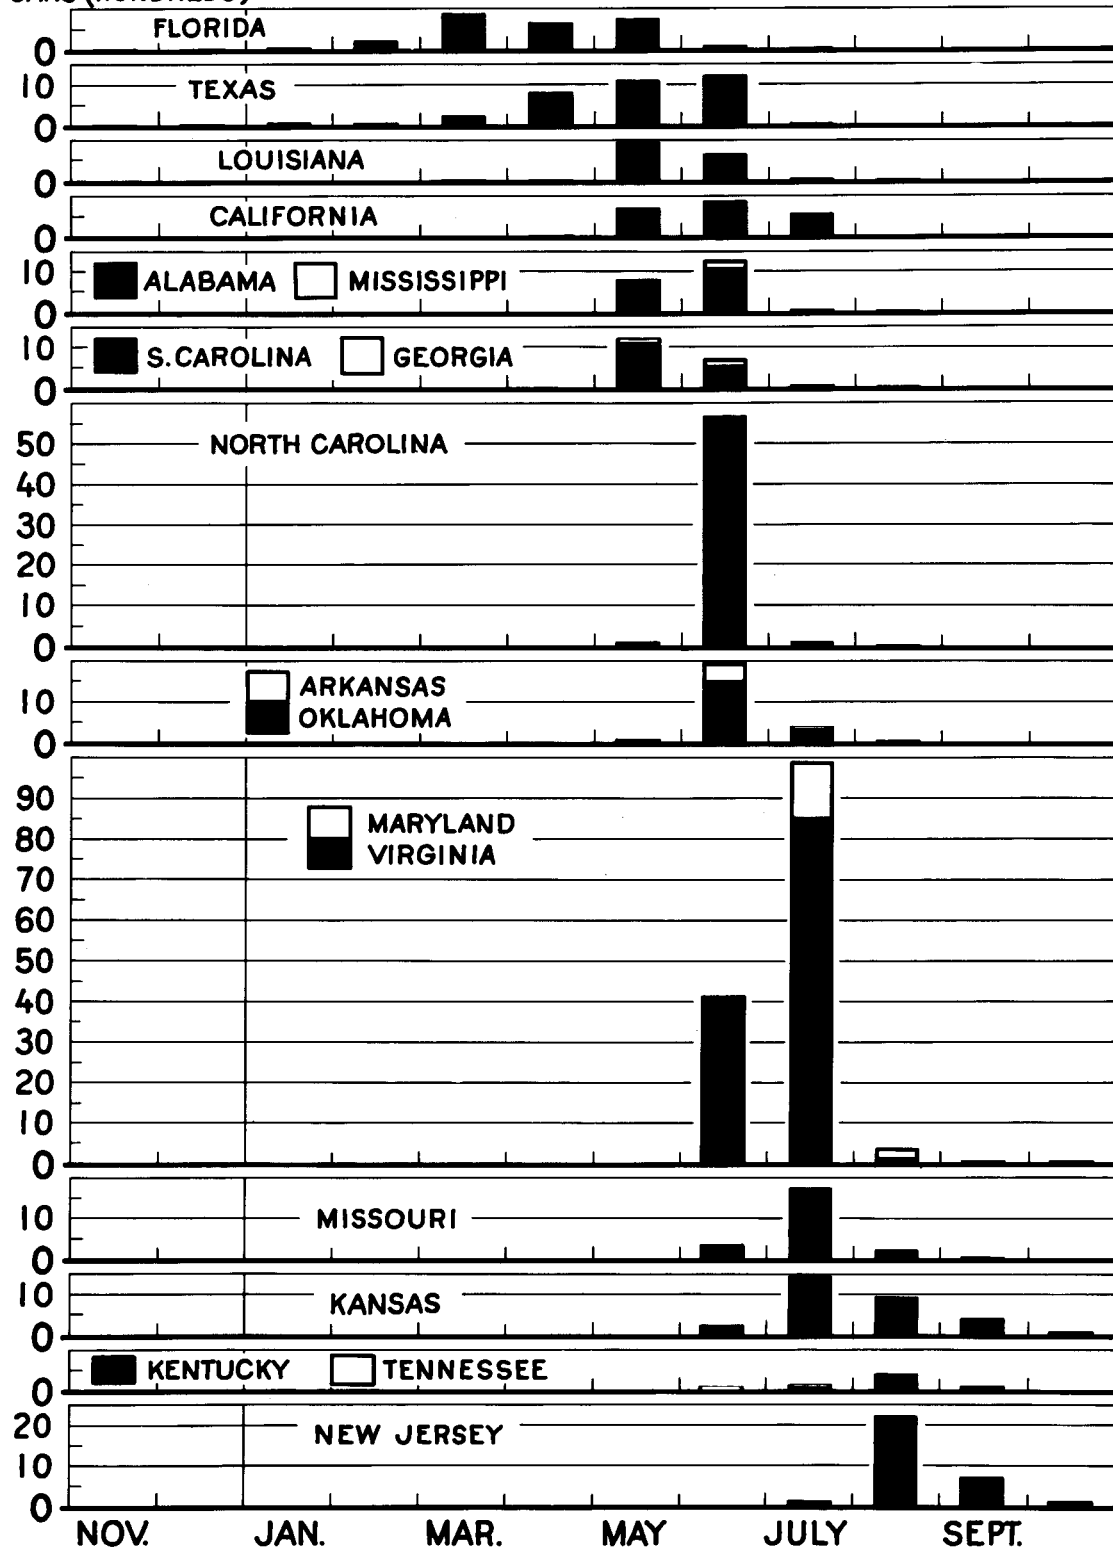 FLORIDA
0
10
TEXAS
0
LOUISIANA
0
CALIFORNIA
0
10
ALABAMA MISSISSIPPI
0
10
S. CAROLINA GEORGIA
0
50
NORTH CAROLINA
40
30
20
10
0
ARKANSAS
10
OKLAHOMA
0
90
MARYLAND
80
VIRGINIA
70
60
50
40
30
20
10
0
10
MISSOURI
0
10
KANSAS
0
KENTUCKY TENNESSEE
0
20
NEW JERSEY
10
0
NOV. JAN. MAR. MAY JULY SEPT.